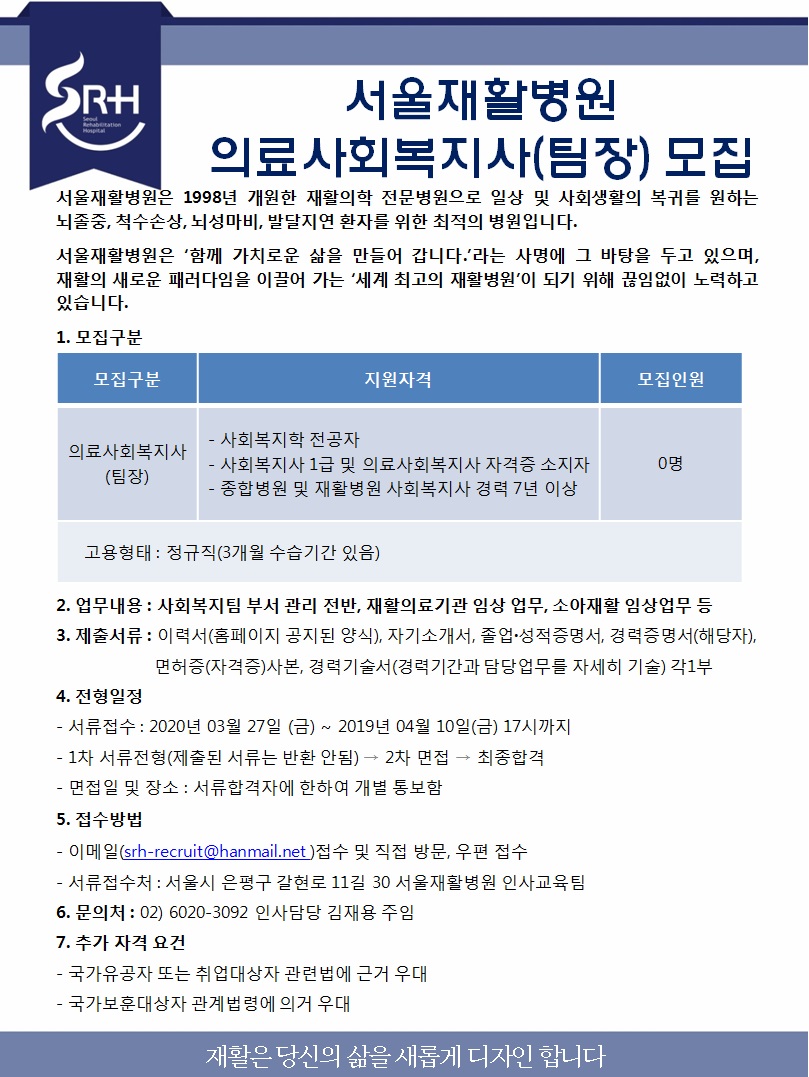 SRH
Seoul
Rehabilitation
Hospital
서울재활병원
의료사회복지사(팀장) 모집
서울재활병원은 1998년 개원한 재활의학 전문병원으로 일상 및 사회생활의 복귀를 원하는
뇌졸중, 척수손상, 뇌성마비, 발달지연 환자를 위한 최적의 병원입니다.
서울재활병원은 ‘함께 가치로운 삶을 만들어 갑니다.’라는 사명에 그 바탕을 두고 있으며,
재활의 새로운 패러다임을 이끌어 가는 ‘세계 최고의 재활병원’이 되기 위해 끊임없이 노력하고
있습니다.
1. 모집구분
모집구분 지원자격 모집인원
의료사회복지사
(팀장)
- 사회복지학 전공자
- 사회복지사 1급 및 의료사회복지사 자격증 소지자
- 종합병원 및 재활병원 사회복지사 경력 7년 이상
0명
고용형태 : 정규직(3개월 수습기간 있음)
2. 업무내용 : 사회복지팀 부서 관리 전반, 재활의료기관 임상 업무, 소아재활 임상업무 등
3. 제출서류 : 이력서(홈페이지 공지된 양식), 자기소개서, 졸업·성적증명서, 경력증명서(해당자),
면허증(자격증)사본, 경력기술서(경력기간과 담당업무를 자세히 기술) 각1부
4. 전형일정
- 서류접수 : 2020년 03월 27일 (금) ~ 2019년 04월 10일(금) 17시까지
- 1차 서류전형(제출된 서류는 반환 안됨) → 2차 면접 → 최종합격
- 면접일 및 장소 : 서류합격자에 한하여 개별 통보함
5. 접수방법
- 이메일(srh-recruit@hanmail.net )접수 및 직접 방문, 우편 접수
- 서류접수처 : 서울시 은평구 갈현로 11길 30 서울재활병원 인사교육팀
6. 문의처 : 02) 6020-3092 인사담당 김재용 주임
7. 추가 자격 요건
- 국가유공자 또는 취업대상자 관련법에 근거 우대
- 국가보훈대상자 관계법령에 의거 우대
재활은 당신의 삶을 새롭게 디자인 합니다